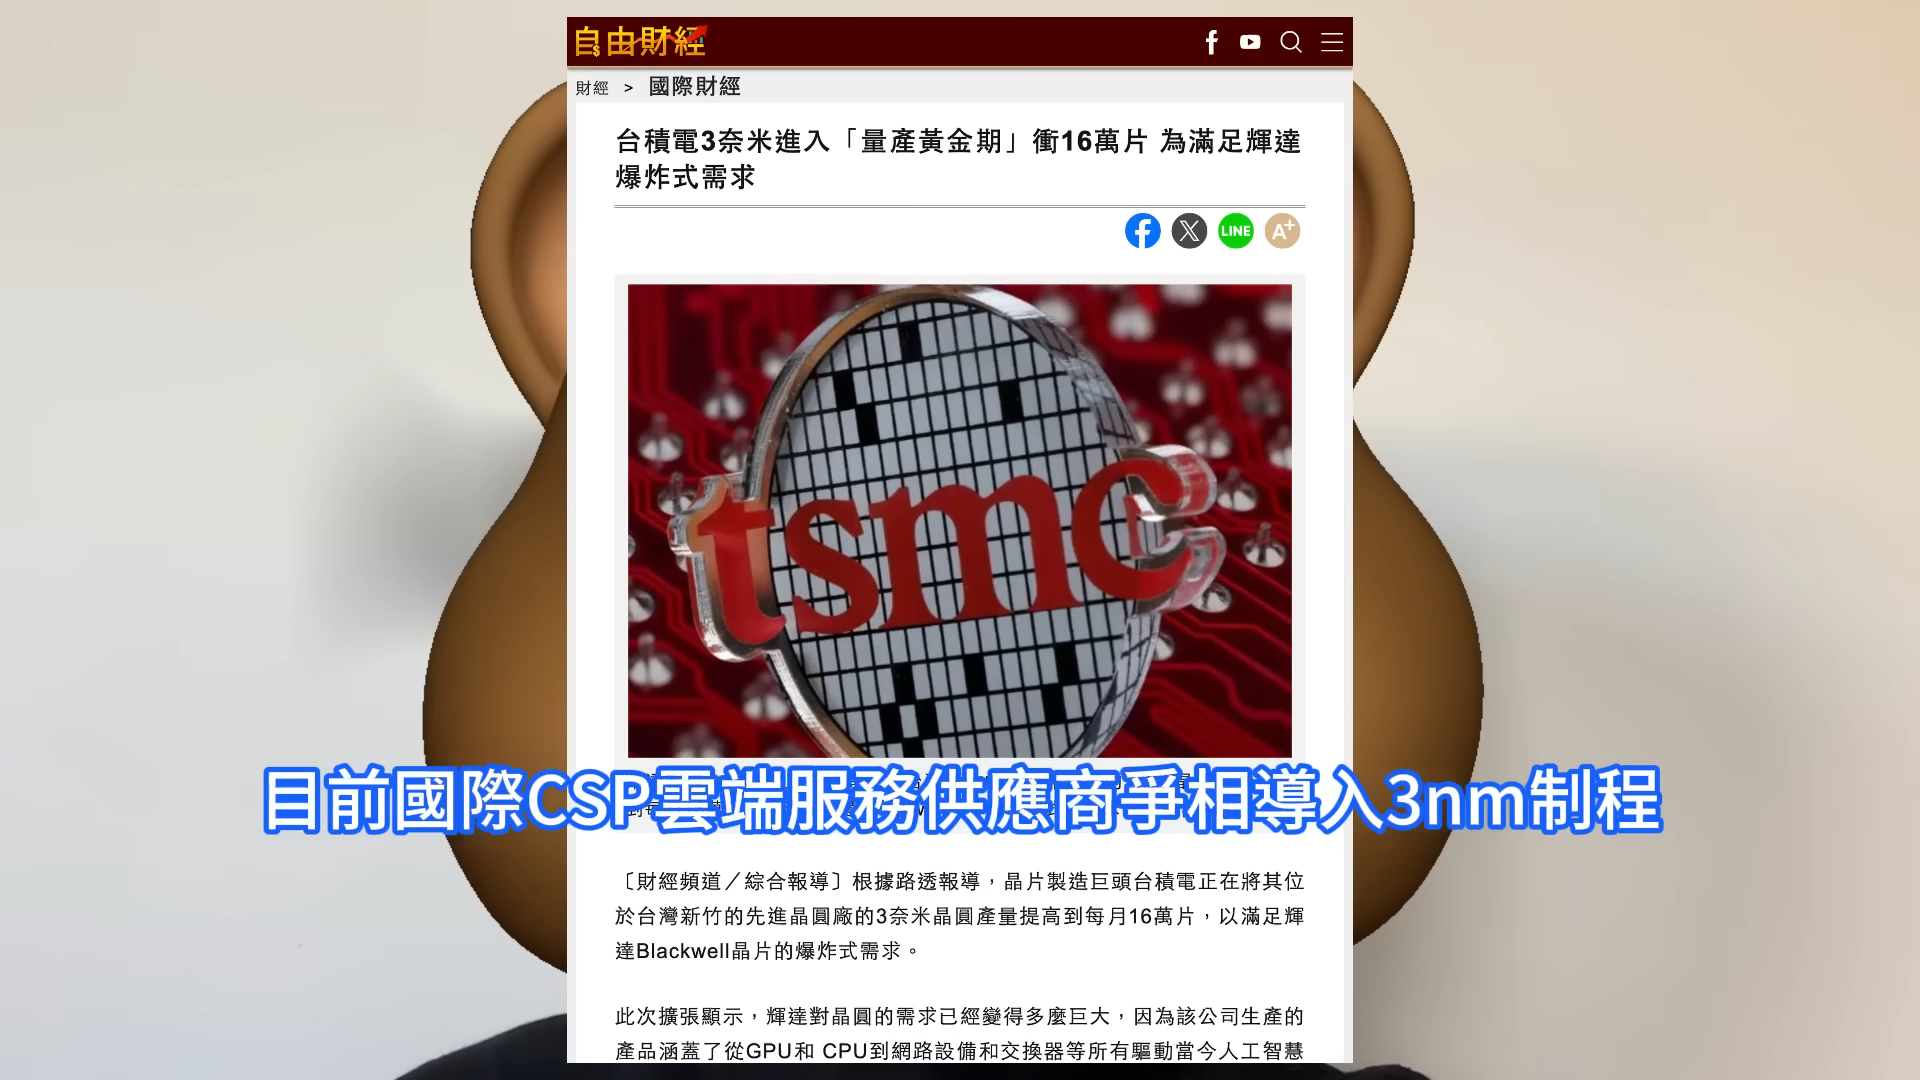 自由財經
財經 > 國際財經
台積電3奈米進入「量產黃金期」衝16萬片 為滿足輝達
爆炸式需求
LINE A+
tsmc
目前國際CSP雲端服務供應商爭相導入3nm制程
〔財經頻道／綜合報導〕根據路透報導，晶片製造巨頭台積電正在將其位
於台灣新竹的先進晶圓廠的3奈米晶圓產量提高到每月16萬片，以滿足輝
達Blackwell晶片的爆炸式需求。
此次擴張顯示，輝達對晶圓的需求已經變得多麼巨大，因為該公司生產的
產品涵蓋了從GPU和 CPU到網路設備和交換器等所有驅動當今人工智慧